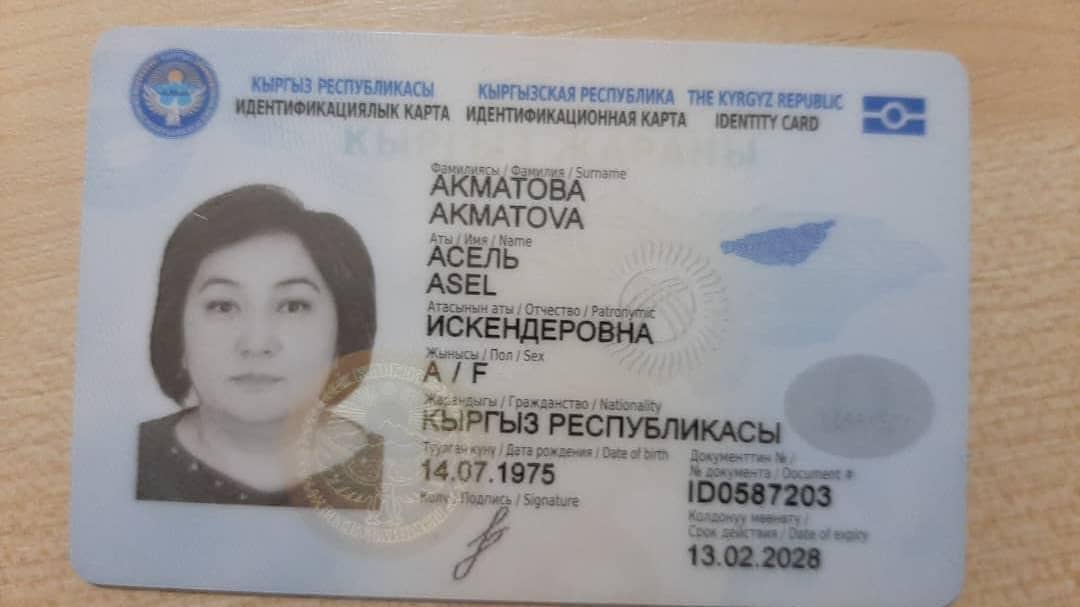 КЫРГЫЗ РЕСПУБЛИКАСЫ КЫРГЫЗСКАЯ РЕСПУБЛИКА THE KYRGYZ REPUBLIC
ИДЕНТИФИКАЦИЯЛЫК КАРТА ИДЕНТИФИКАЦИОННАЯ КАРТА IDENTITY CARD
КЫРГЫЗ ЖАРАНЫ
Фамилиясы / Фамилия / Surname
АКМАТОВА
AKMATOVA
Аты / Имя / Name
АСЕЛЬ
ASEL
Атасынын аты / Отчество / Patronymic
ИСКЕНДЕРОВНА
Жынысы / Пол / Sex
А / F
Жарандыгы / Гражданство / Nationality
КЫРГЫЗ РЕСПУБЛИКАСЫ
Туулган куну / Дата рождения / Date of birth
14.07.1975
Колу / Подпись / Signature
Документтин № /
№ документа / Document #
ID0587203
Колдонуу мөөнөтү /
Срок действия / Date of expiry
13.02.2028